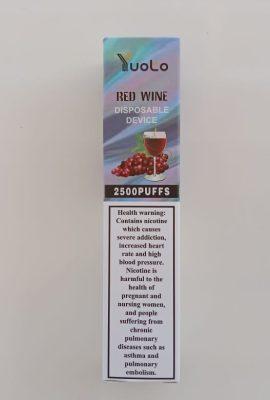 YuoLo
RED WINE
DISPOSABLE
DEVICE
2500PUFFS
Health warning:
Contains nicotine
which causes
severe addiction,
increased heart
rate and high
blood pressure.
Nicotine is
harmful to the
health of
pregnant and
nursing women,
and people
suffering from
chronic
pulmonary
diseases such as
asthma and
pulmonary
embolism.